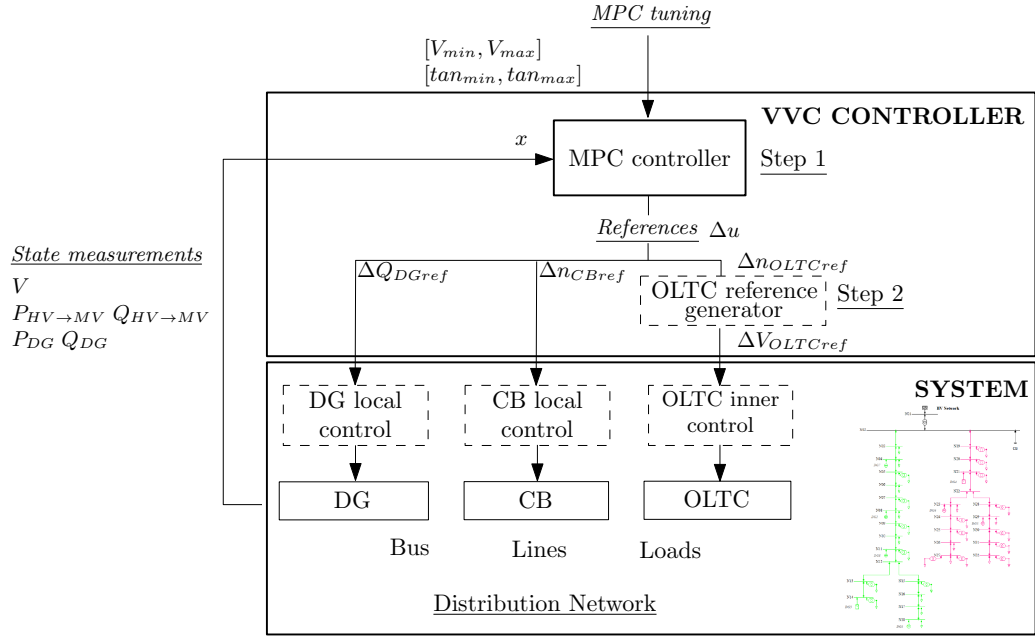 MPC tuning
[V_min, V_max]
[tan_min, tan_max]
VVC CONTROLLER
x
MPC controller
Step 1
References Δu
State measurements
V
P_HV→MV Q_HV→MV
P_DG Q_DG
ΔQ_DGref
Δn_CBref
Δn_OLTCref
OLTC reference
generator
Step 2
ΔV_OLTCref
SYSTEM
DG local
control
CB local
control
OLTC inner
control
DG
CB
OLTC
Bus
Lines
Loads
Distribution Network
HV Network